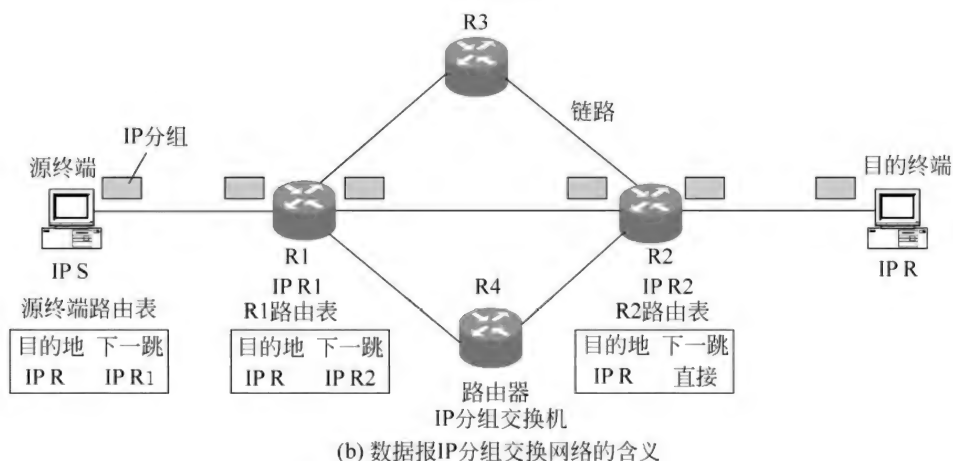 R3
链路
IP分组
源终端
目的终端
R1
R2
IP S
IP R1
R4
IP R2
IP R
源终端路由表
R1路由表
R2路由表
目的地 下一跳
IP R IP R1
目的地 下一跳
IP R IP R2
目的地 下一跳
IP R 直接
路由器
IP分组交换机
(b) 数据报IP分组交换网络的含义